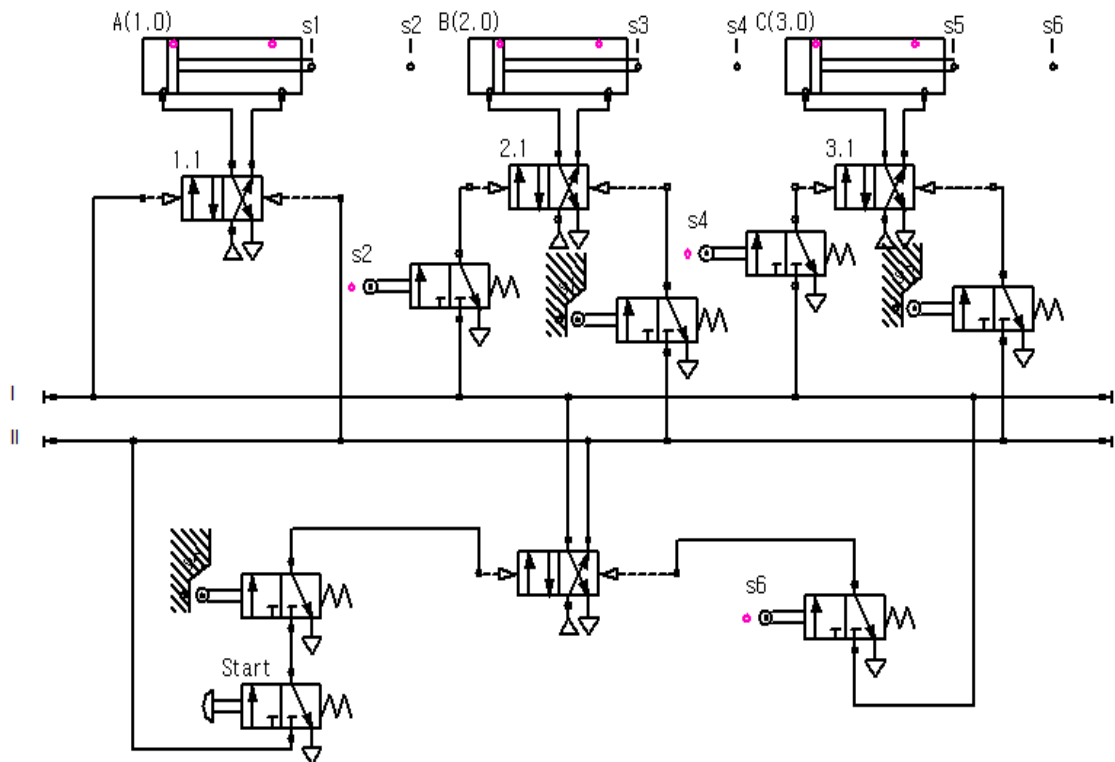 A(1.0) s1 s2 B(2.0) s3 s4 C(3.0) s5 s6
1.1 2.1 3.1
s4
s2
I
II
s6
Start